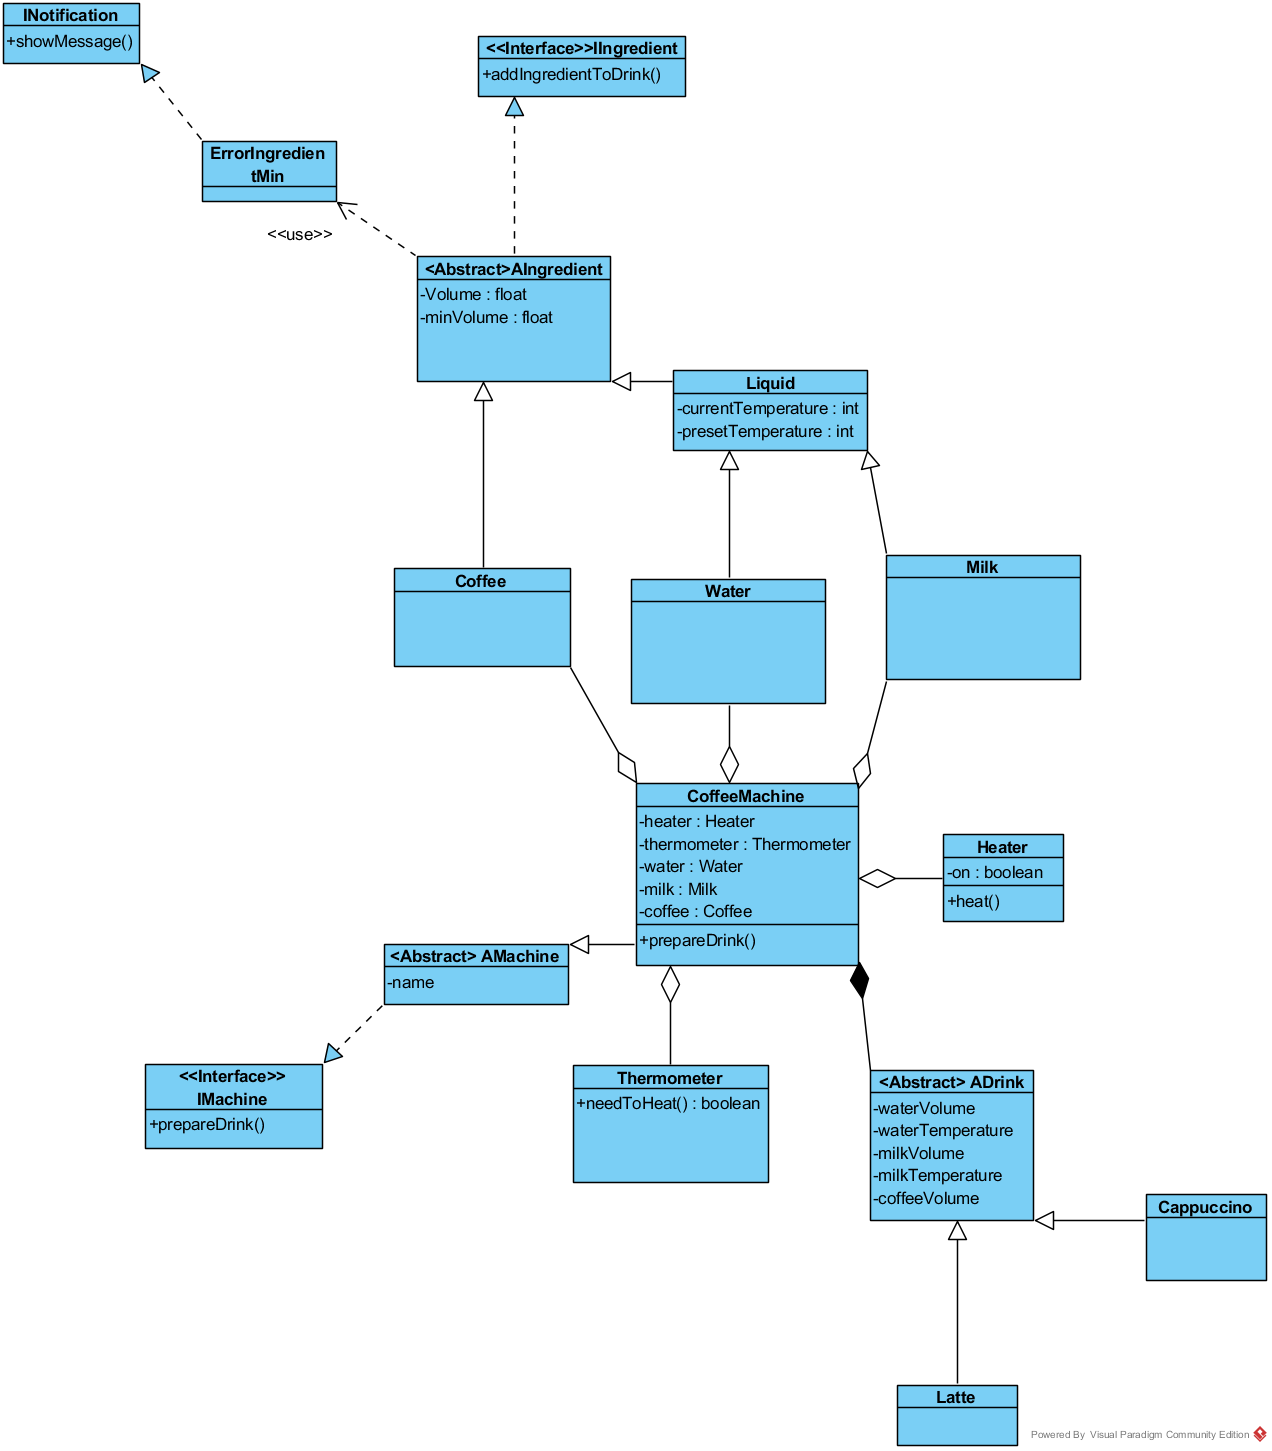 INotification
+showMessage()
<<Interface>>IIngredient
+addIngredientToDrink()
ErrorIngredien
tMin
<<use>>
<Abstract>AIngredient
-Volume : float
-minVolume : float
Liquid
-currentTemperature : int
-presetTemperature : int
Coffee
Water
Milk
CoffeeMachine
-heater : Heater
-thermometer : Thermometer
-water : Water
-milk : Milk
-coffee : Coffee
+prepareDrink()
Heater
-on : boolean
+heat()
<Abstract> AMachine
-name
<<Interface>>
IMachine
+prepareDrink()
Thermometer
+needToHeat() : boolean
<Abstract> ADrink
-waterVolume
-waterTemperature
-milkVolume
-milkTemperature
-coffeeVolume
Cappuccino
Latte
Powered By Visual Paradigm Community Edition